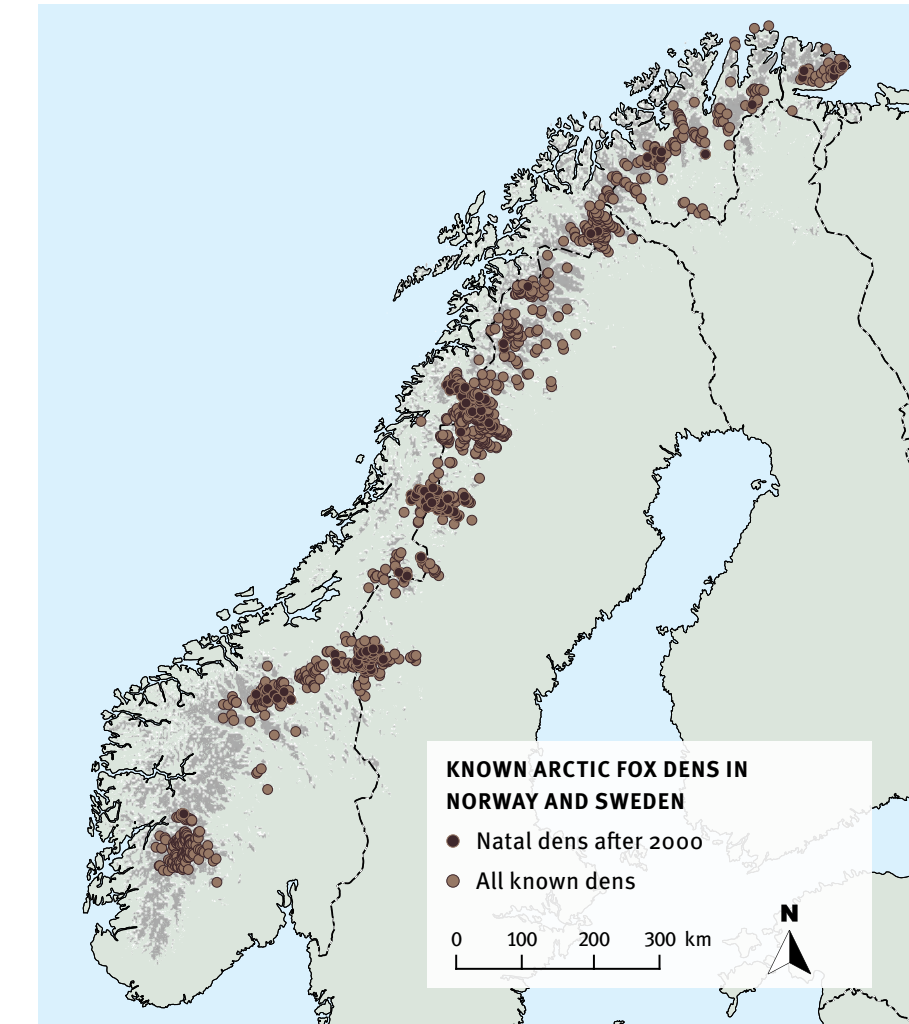 KNOWN ARCTIC FOX DENS IN
NORWAY AND SWEDEN
Natal dens after 2000
All known dens
N
0 100 200 300 km